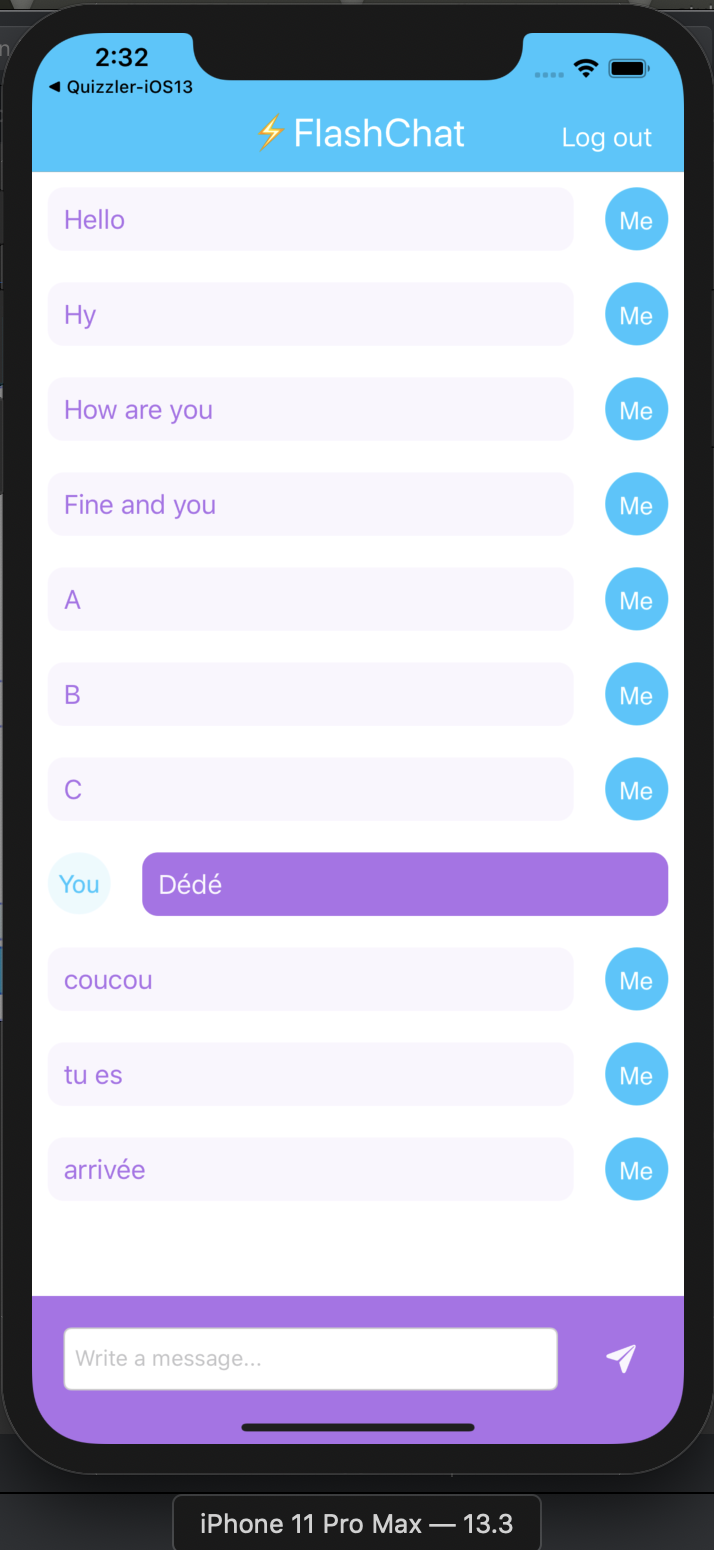 2:32
◀ Quizzler-iOS13
⚡FlashChat
Log out
Hello
Me
Hy
Me
How are you
Me
Fine and you
Me
A
Me
B
Me
C
Me
You
Dédé
coucou
Me
tu es
Me
arrivée
Me
Write a message...
iPhone 11 Pro Max — 13.3